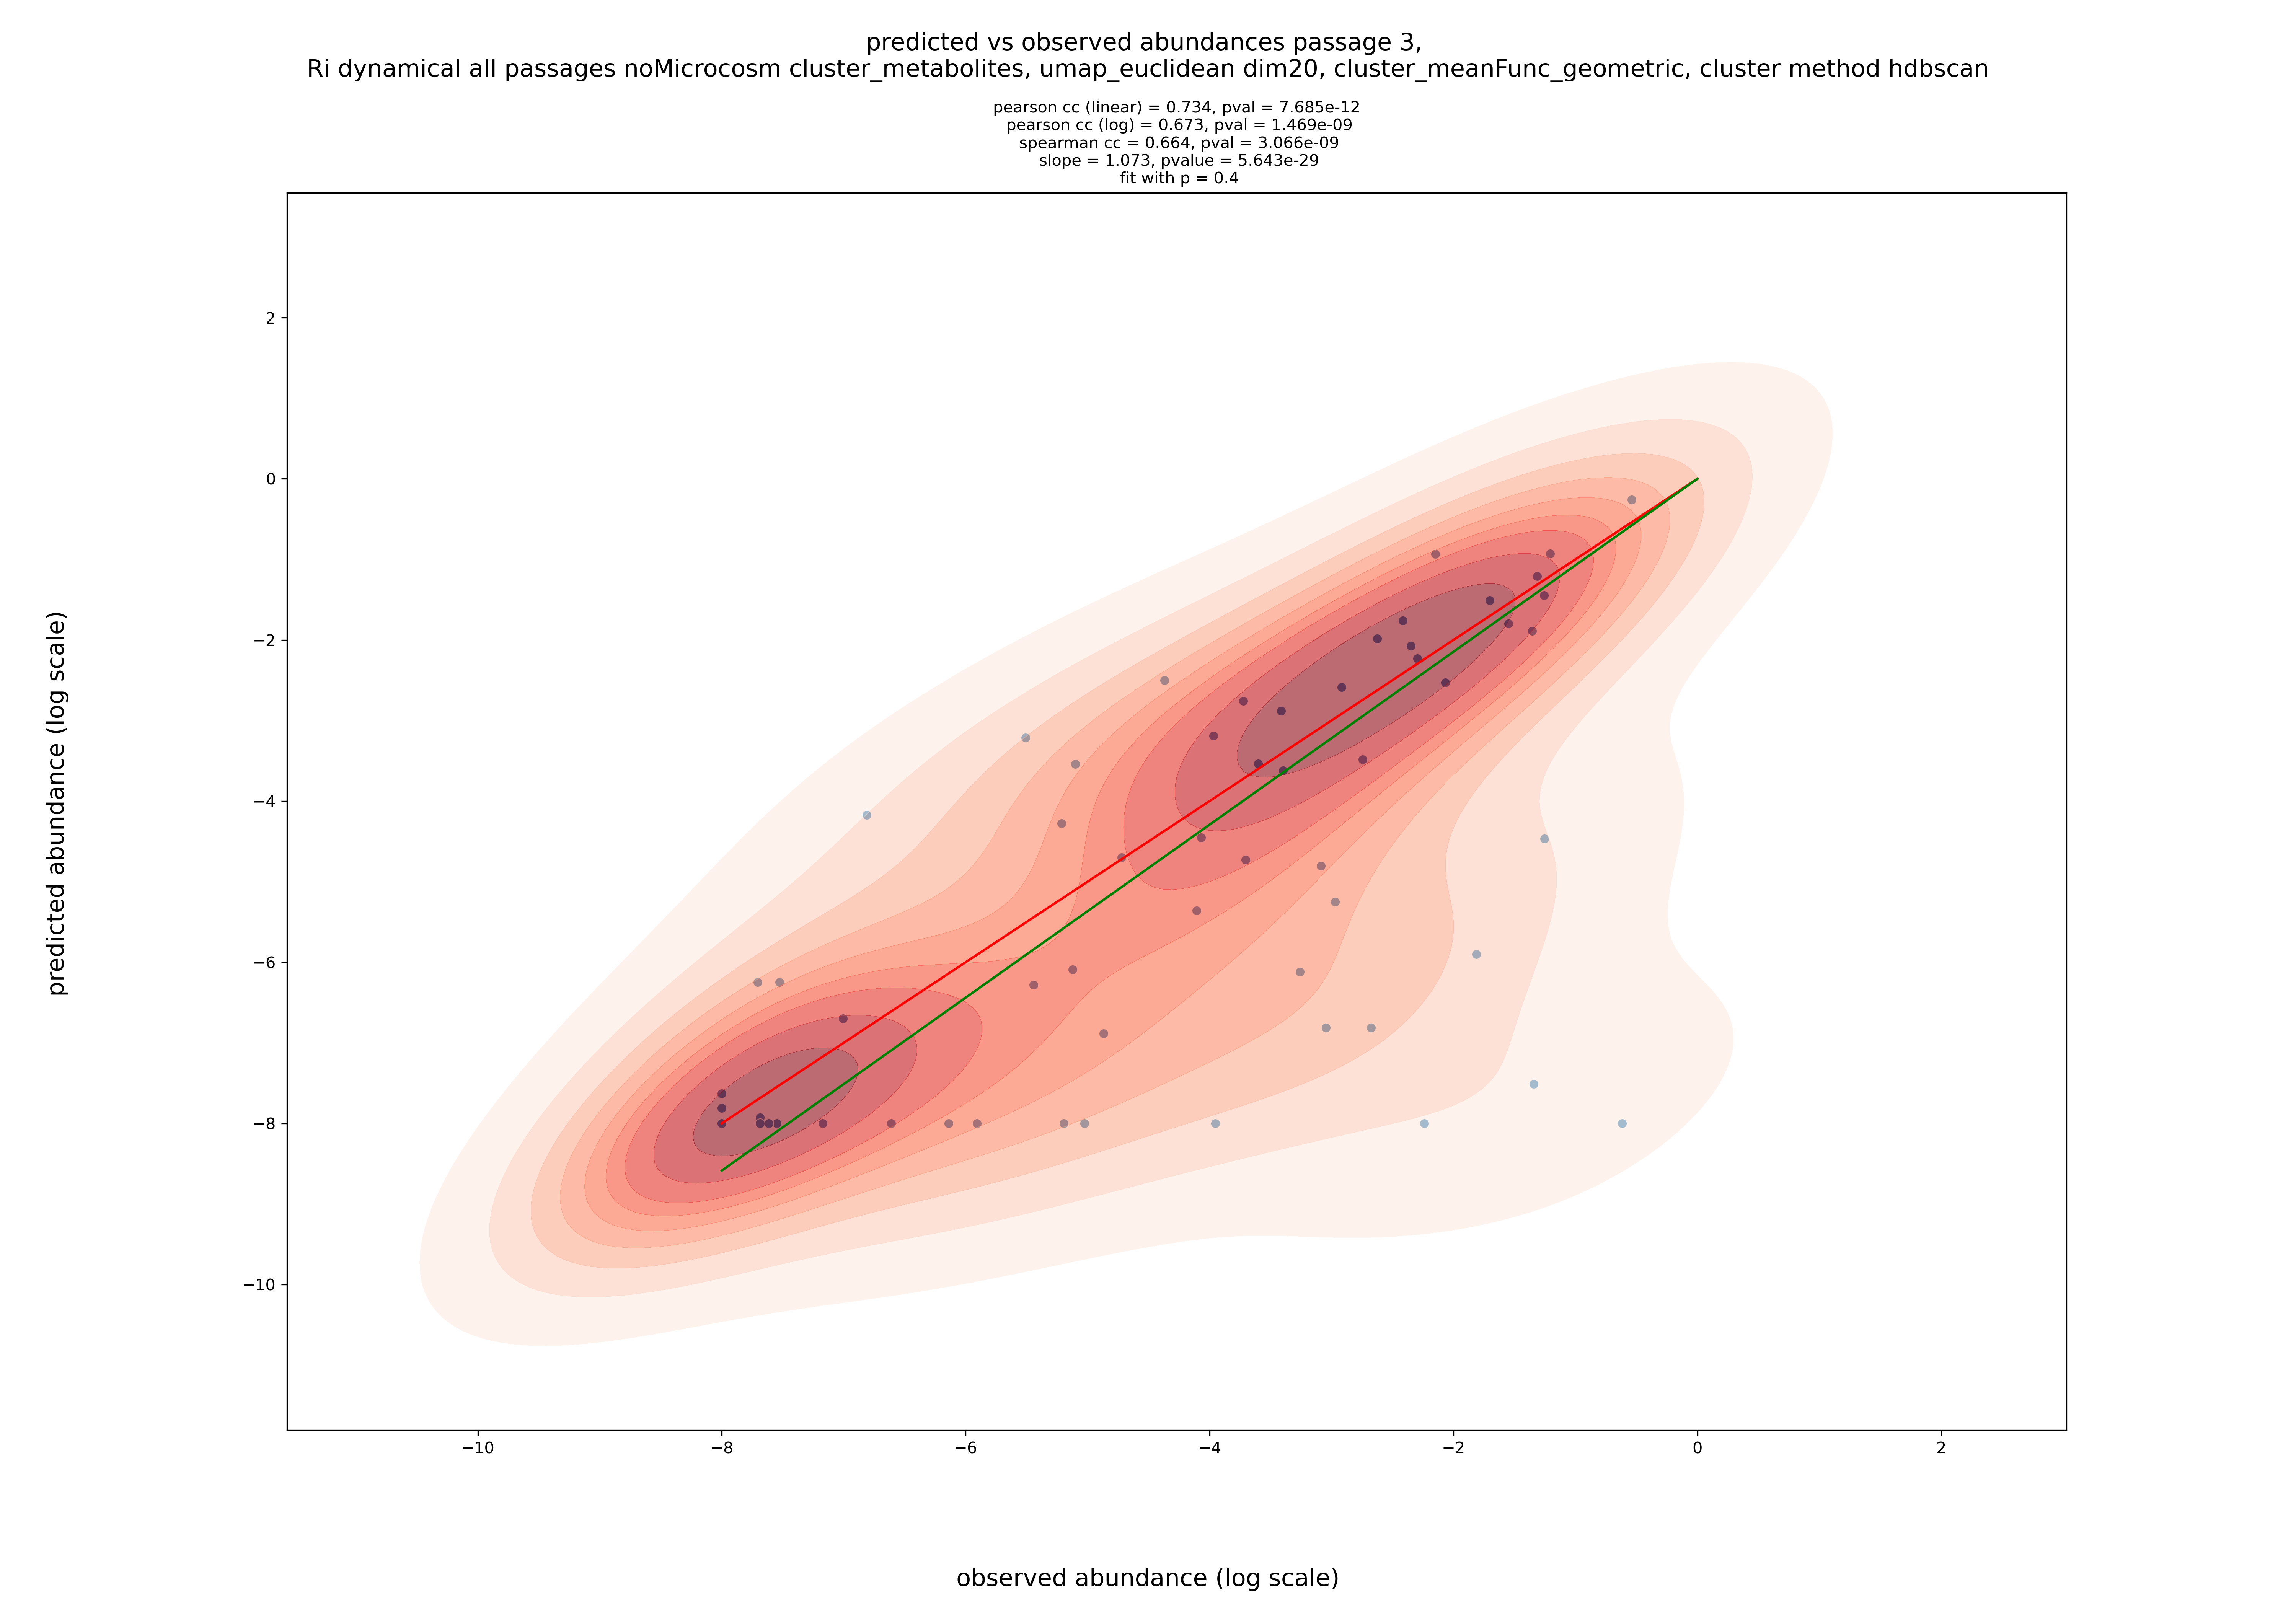 predicted vs observed abundances passage 3,
Ri dynamical all passages noMicrocosm cluster_metabolites, umap_euclidean dim20, cluster_meanFunc_geometric, cluster method hdbscan
pearson cc (linear) = 0.734, pval = 7.685e-12
pearson cc (log) = 0.673, pval = 1.469e-09
spearman cc = 0.664, pval = 3.066e-09
slope = 1.073, pvalue = 5.643e-29
fit with p = 0.4
predicted abundance (log scale)
2
0
−2
−4
−6
−8
−10
−10 −8 −6 −4 −2 0 2
observed abundance (log scale)